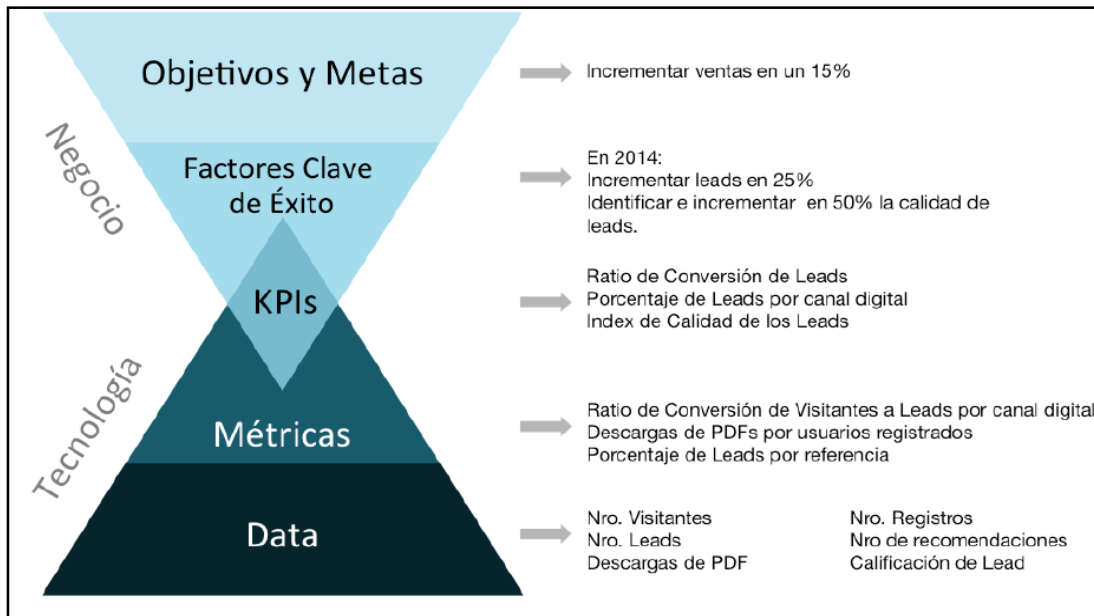 Objetivos y Metas
Incrementar ventas en un 15%
Negocio
Factores Clave
de Éxito
En 2014:
Incrementar leads en 25%
Identificar e incrementar en 50% la calidad de
leads.
KPIs
Ratio de Conversión de Leads
Porcentaje de Leads por canal digital
Index de Calidad de los Leads
Tecnología
Métricas
Ratio de Conversión de Visitantes a Leads por canal digital
Descargas de PDFs por usuarios registrados
Porcentaje de Leads por referencia
Data
Nro. Visitantes
Nro. Leads
Descargas de PDF
Nro. Registros
Nro de recomendaciones
Calificación de Lead